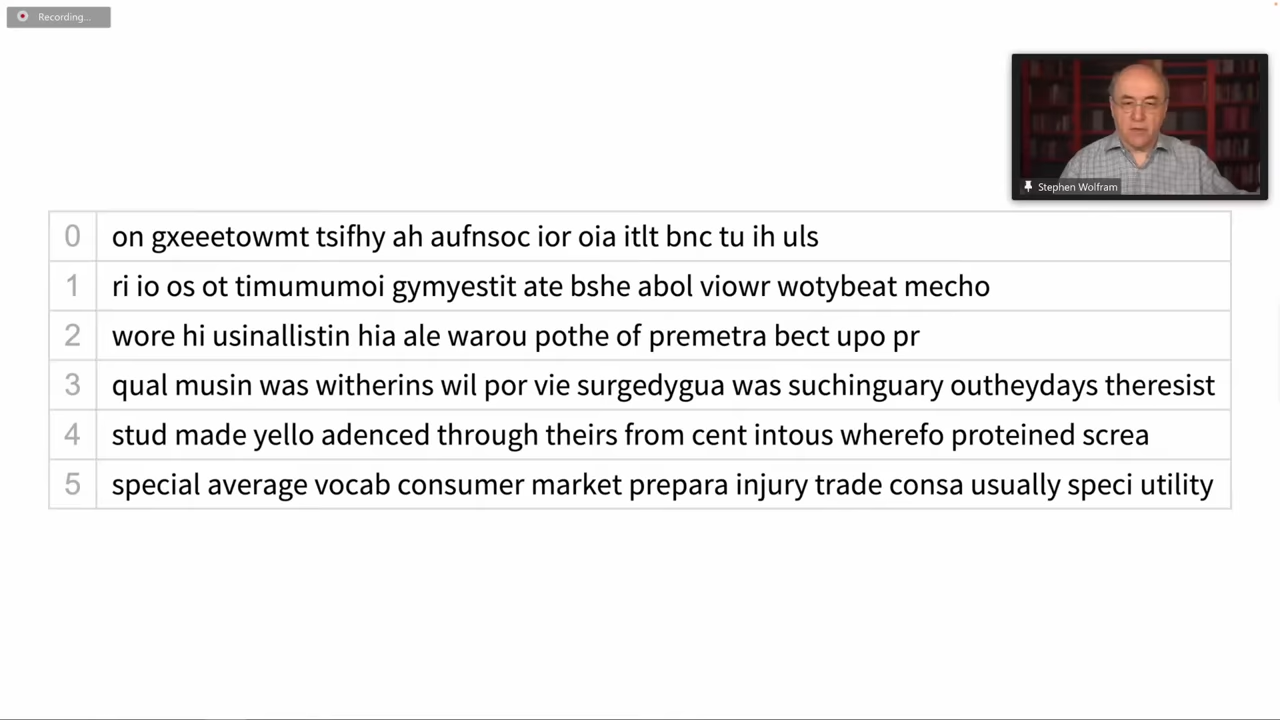 Recording...
Stephen Wolfram
0 on gxeeetowmt tsifhy ah aufnsoc ior oia itlt bnc tu ih uls
1 ri io os ot timumumoi gymyestit ate bshe abol viowr wotybeat mecho
2 wore hi usinallistin hia ale warou pothe of premetra bect upo pr
3 qual musin was witherins wil por vie surgedygua was suchinguary outheydays theresist
4 stud made yello adenced through theirs from cent intous wherefo proteined screa
5 special average vocab consumer market prepara injury trade consa usually speci utility